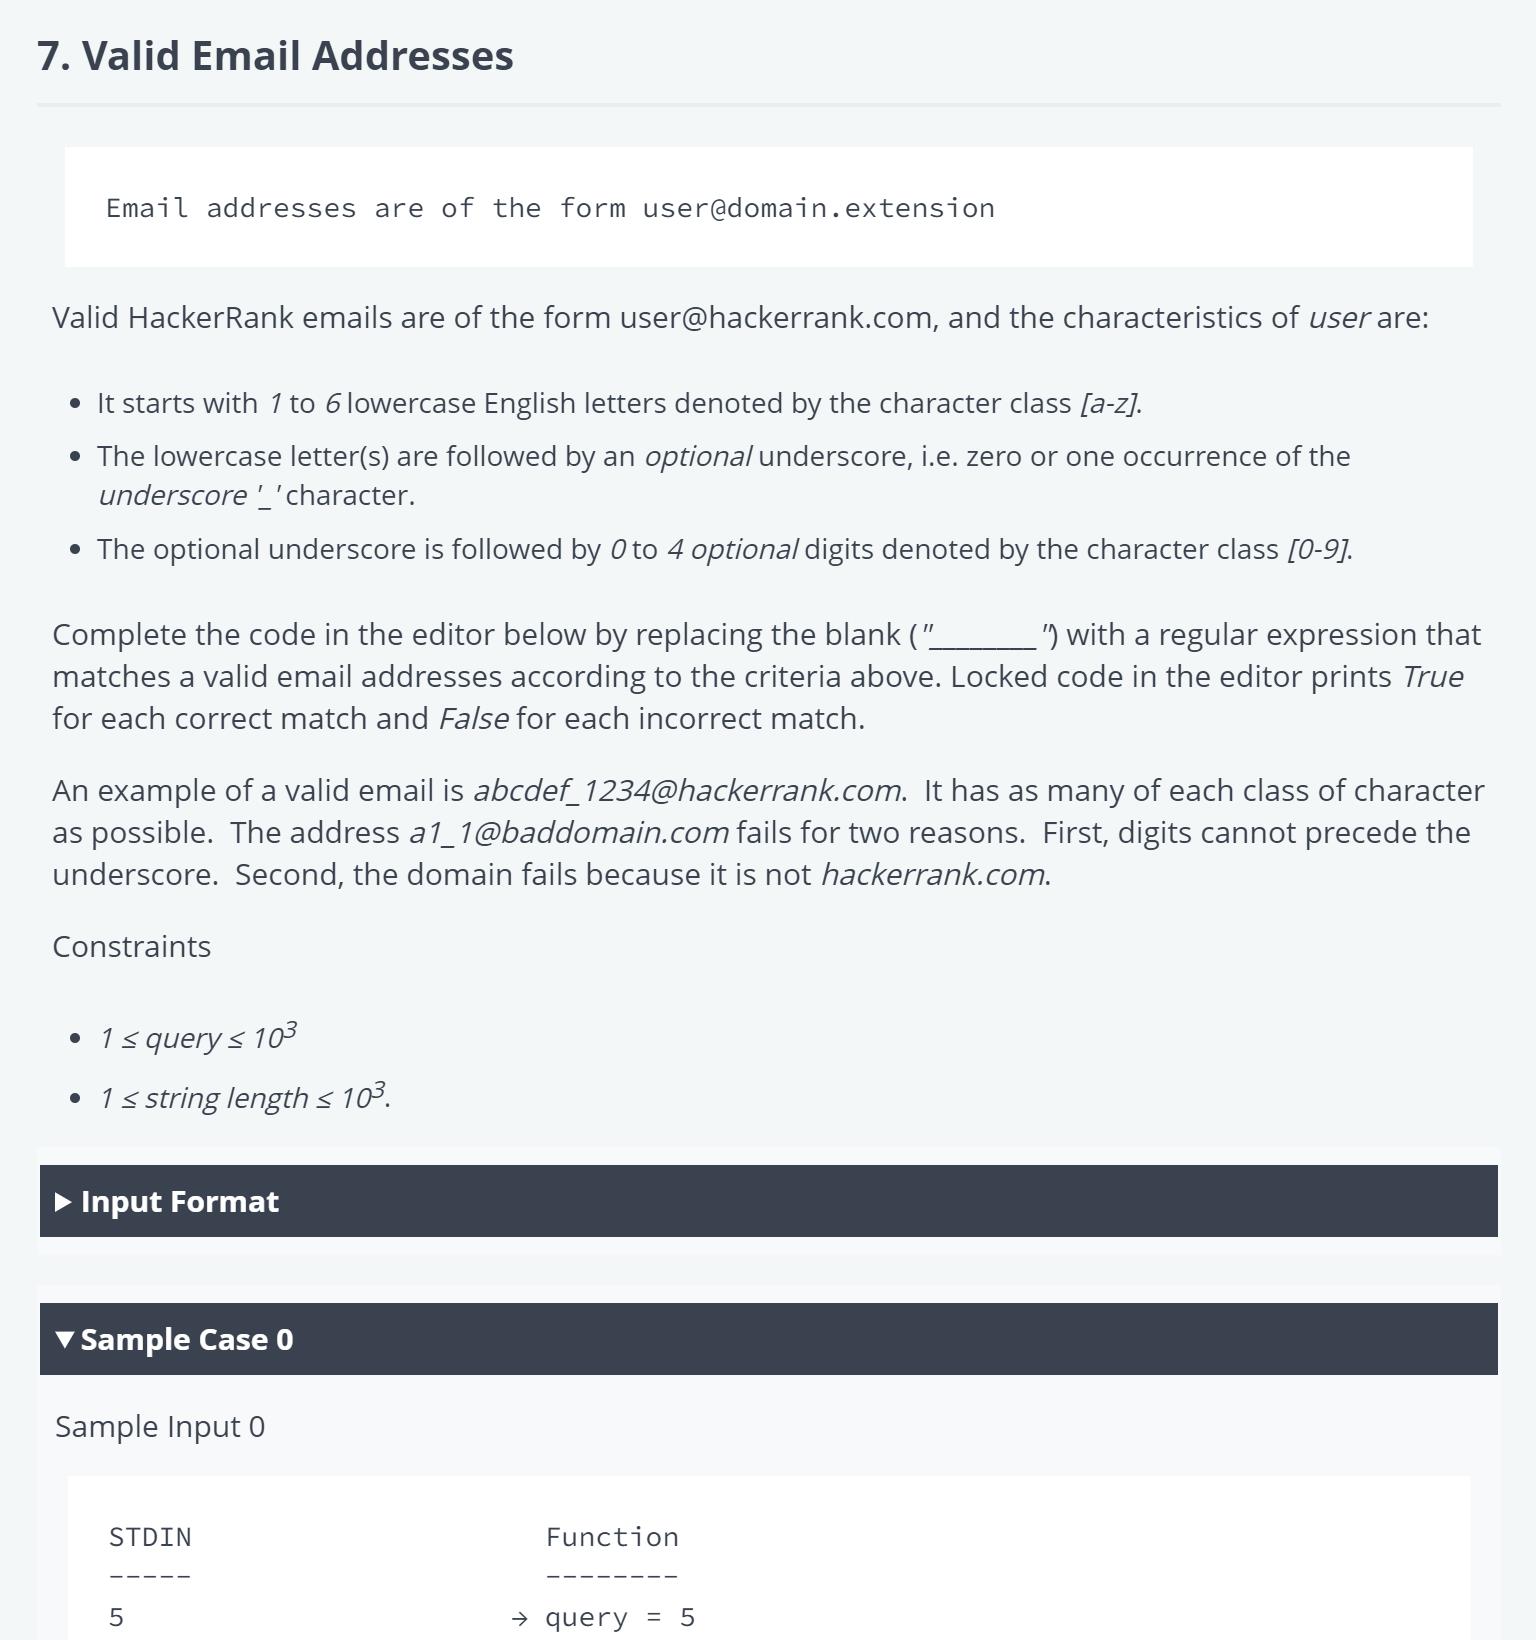 7. Valid Email Addresses
Email addresses are of the form user@domain.extension
Valid HackerRank emails are of the form user@hackerrank.com, and the characteristics of user are:
• It starts with 1 to 6 lowercase English letters denoted by the character class [a-z].
• The lowercase letter(s) are followed by an optional underscore, i.e. zero or one occurrence of the
underscore '_' character.
• The optional underscore is followed by 0 to 4 optional digits denoted by the character class [0-9].
Complete the code in the editor below by replacing the blank ("________") with a regular expression that
matches a valid email addresses according to the criteria above. Locked code in the editor prints True
for each correct match and False for each incorrect match.
An example of a valid email is abcdef_1234@hackerrank.com.  It has as many of each class of character
as possible.  The address a1_1@baddomain.com fails for two reasons.  First, digits cannot precede the
underscore.  Second, the domain fails because it is not hackerrank.com.
Constraints
• 1 ≤ query ≤ 10³
• 1 ≤ string length ≤ 10³.
▶ Input Format
▼ Sample Case 0
Sample Input 0
STDIN Function
----- --------
5 → query = 5